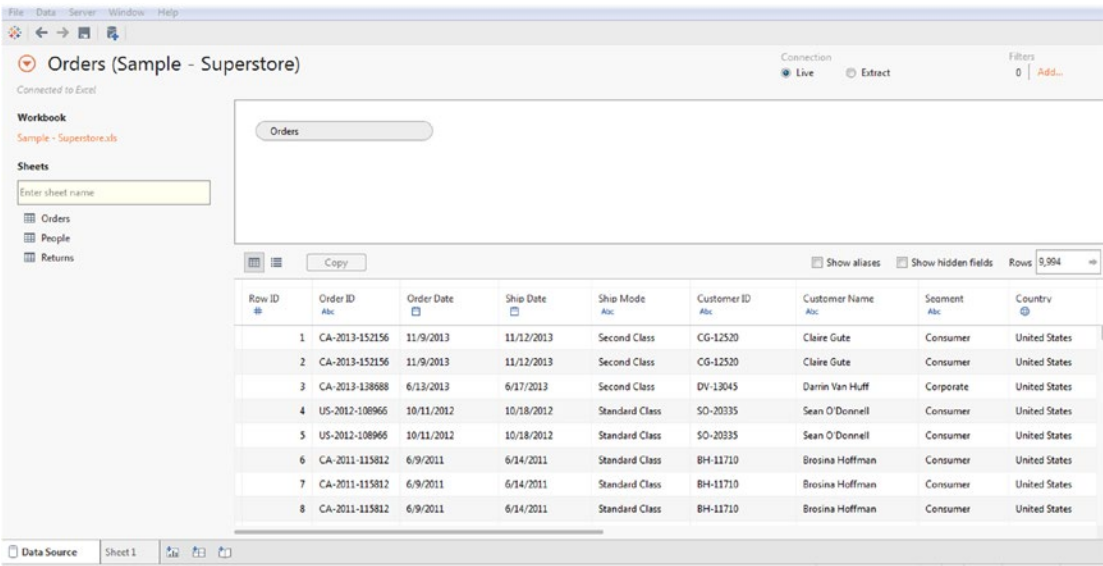 File Data Server Window Help
Orders (Sample - Superstore)
Connection
Live Extract
Filters
0 Add...
Connected to Excel
Workbook
Sample - Superstore.xls
Sheets
Enter sheet name
Orders
People
Returns
Orders
Copy
Show aliases Show hidden fields Rows 9,994
Row ID Order ID Order Date Ship Date Ship Mode Customer ID Customer Name Segment Country
# Abc Abc Abc Abc Abc
1 CA-2013-152156 11/9/2013 11/12/2013 Second Class CG-12520 Claire Gute Consumer United States
2 CA-2013-152156 11/9/2013 11/12/2013 Second Class CG-12520 Claire Gute Consumer United States
3 CA-2013-138688 6/13/2013 6/17/2013 Second Class DV-13045 Darrin Van Huff Corporate United States
4 US-2012-108966 10/11/2012 10/18/2012 Standard Class SO-20335 Sean O'Donnell Consumer United States
5 US-2012-108966 10/11/2012 10/18/2012 Standard Class SO-20335 Sean O'Donnell Consumer United States
6 CA-2011-115812 6/9/2011 6/14/2011 Standard Class BH-11710 Brosina Hoffman Consumer United States
7 CA-2011-115812 6/9/2011 6/14/2011 Standard Class BH-11710 Brosina Hoffman Consumer United States
8 CA-2011-115812 6/9/2011 6/14/2011 Standard Class BH-11710 Brosina Hoffman Consumer United States
Data Source Sheet 1